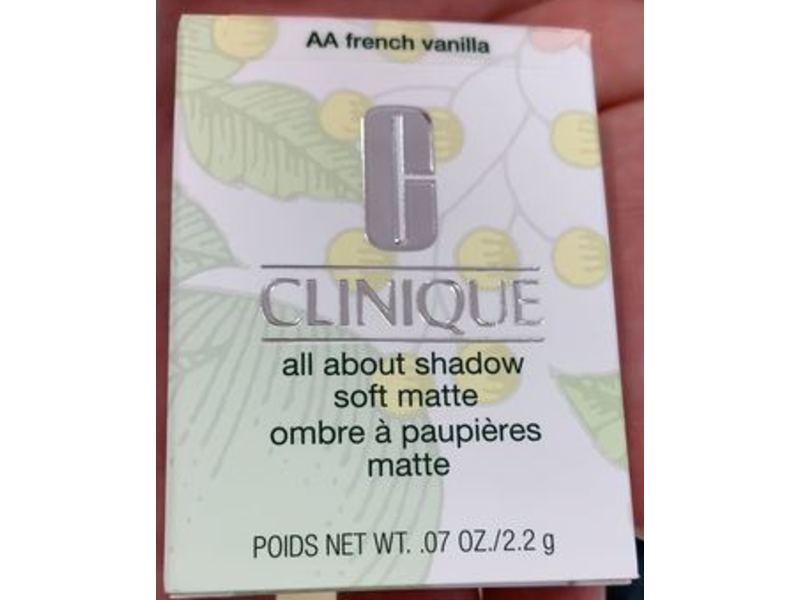 AA french vanilla
CLINIQUE
all about shadow
soft matte
ombre à paupières
matte
POIDS NET WT. .07 OZ./2.2 g